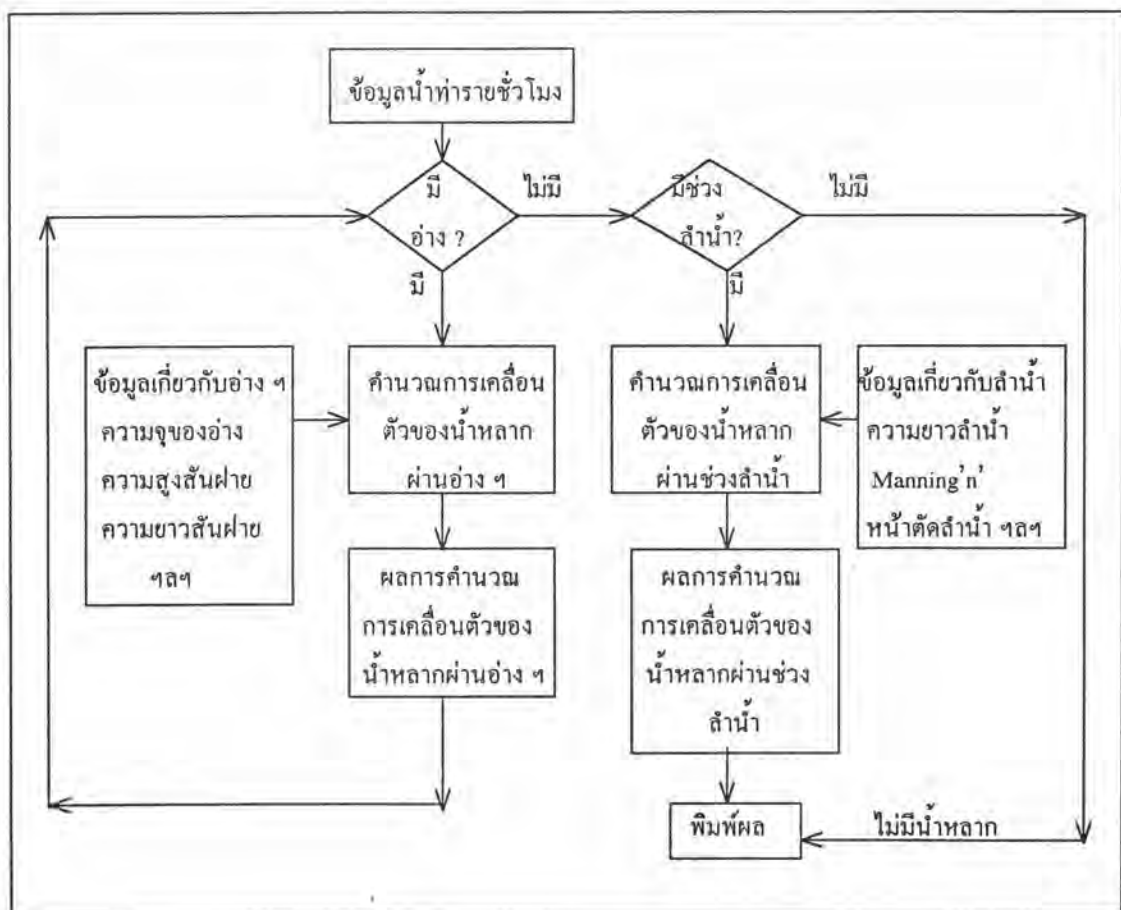 ข้อมูลน้ำท่ารายชั่วโมง
มี
อ่าง ?
ไม่มี
มีช่วง
ลำน้ำ?
ไม่มี
มี
มี
ข้อมูลเกี่ยวกับอ่าง ฯ
ความจุของอ่าง
ความสูงสันฝาย
ความยาวสันฝาย
ฯลฯ
คำนวณการเคลื่อน
ตัวของน้ำหลาก
ผ่านอ่าง ฯ
คำนวณการเคลื่อน
ตัวของน้ำหลาก
ผ่านช่วงลำน้ำ
ข้อมูลเกี่ยวกับลำน้ำ
ความยาวลำน้ำ
Manning'n'
หน้าตัดลำน้ำ ฯลฯ
ผลการคำนวณ
การเคลื่อนตัวของ
น้ำหลากผ่านอ่าง ฯ
ผลการคำนวณ
การเคลื่อนตัวของ
น้ำหลากผ่านช่วง
ลำน้ำ
พิมพ์ผล
ไม่มีน้ำหลาก